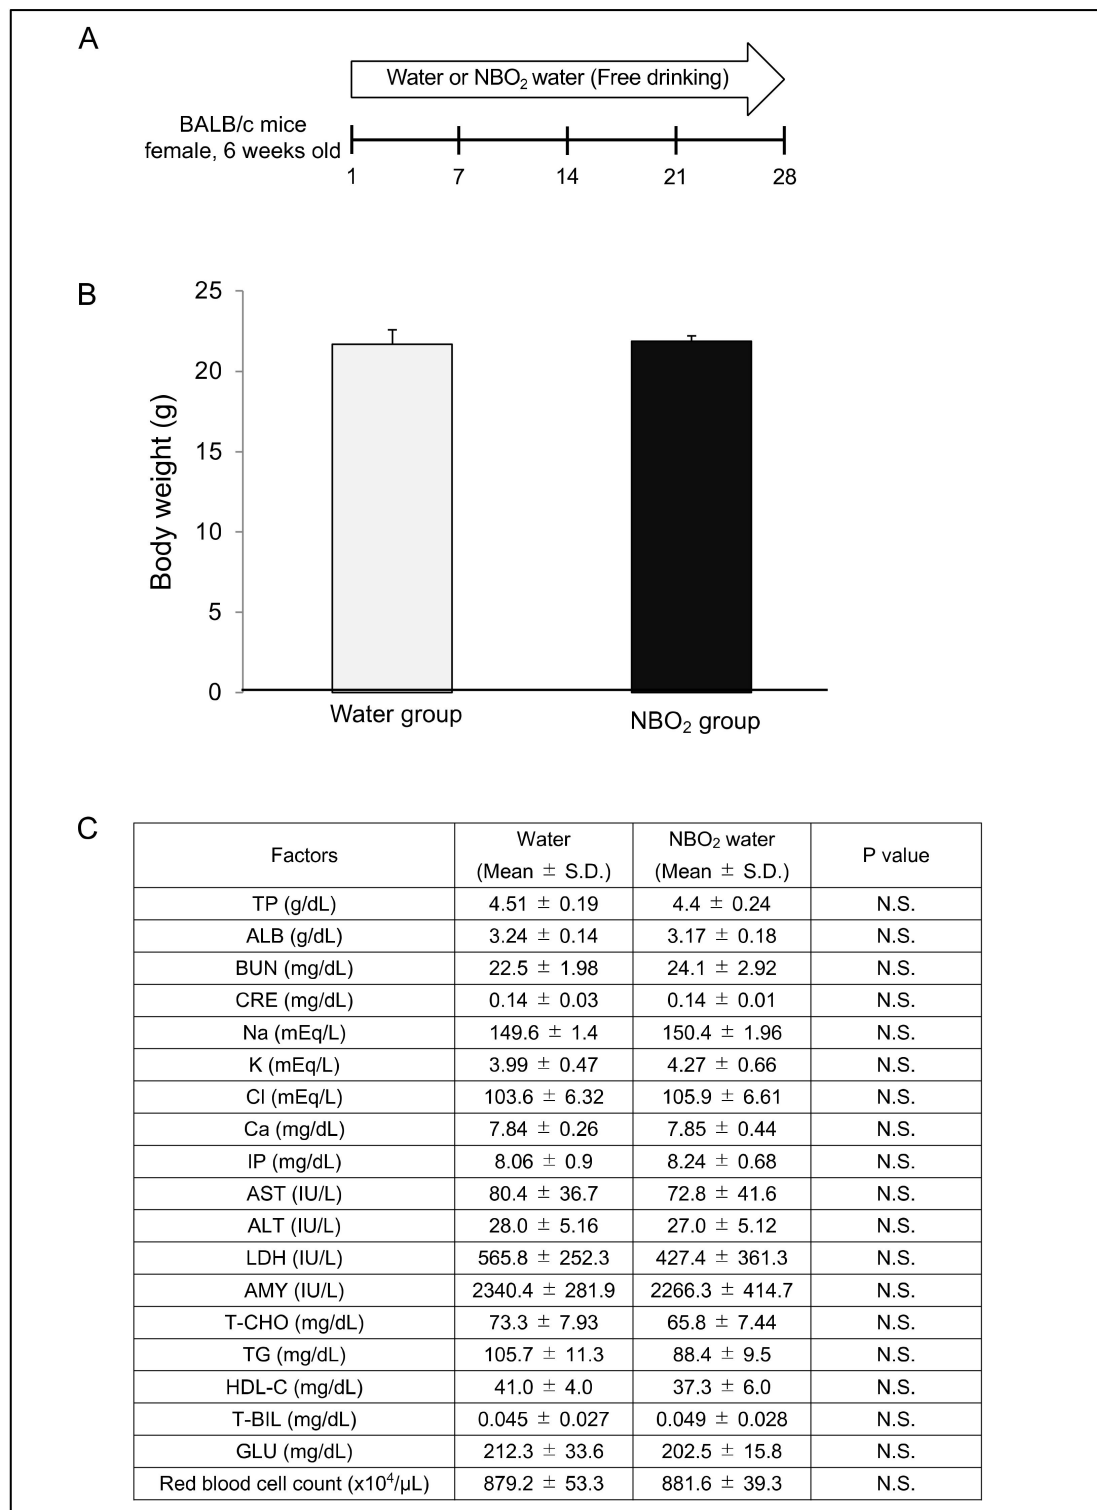 A
Water or NBO₂ water (Free drinking)
BALB/c mice
female, 6 weeks old
1 7 14 21 28
B
Body weight (g)
25
20
15
10
5
0
Water group NBO₂ group
C
Factors Water (Mean ± S.D.) NBO₂ water (Mean ± S.D.) P value
TP (g/dL) 4.51 ± 0.19 4.4 ± 0.24 N.S.
ALB (g/dL) 3.24 ± 0.14 3.17 ± 0.18 N.S.
BUN (mg/dL) 22.5 ± 1.98 24.1 ± 2.92 N.S.
CRE (mg/dL) 0.14 ± 0.03 0.14 ± 0.01 N.S.
Na (mEq/L) 149.6 ± 1.4 150.4 ± 1.96 N.S.
K (mEq/L) 3.99 ± 0.47 4.27 ± 0.66 N.S.
Cl (mEq/L) 103.6 ± 6.32 105.9 ± 6.61 N.S.
Ca (mg/dL) 7.84 ± 0.26 7.85 ± 0.44 N.S.
IP (mg/dL) 8.06 ± 0.9 8.24 ± 0.68 N.S.
AST (IU/L) 80.4 ± 36.7 72.8 ± 41.6 N.S.
ALT (IU/L) 28.0 ± 5.16 27.0 ± 5.12 N.S.
LDH (IU/L) 565.8 ± 252.3 427.4 ± 361.3 N.S.
AMY (IU/L) 2340.4 ± 281.9 2266.3 ± 414.7 N.S.
T-CHO (mg/dL) 73.3 ± 7.93 65.8 ± 7.44 N.S.
TG (mg/dL) 105.7 ± 11.3 88.4 ± 9.5 N.S.
HDL-C (mg/dL) 41.0 ± 4.0 37.3 ± 6.0 N.S.
T-BIL (mg/dL) 0.045 ± 0.027 0.049 ± 0.028 N.S.
GLU (mg/dL) 212.3 ± 33.6 202.5 ± 15.8 N.S.
Red blood cell count (x10⁴/µL) 879.2 ± 53.3 881.6 ± 39.3 N.S.